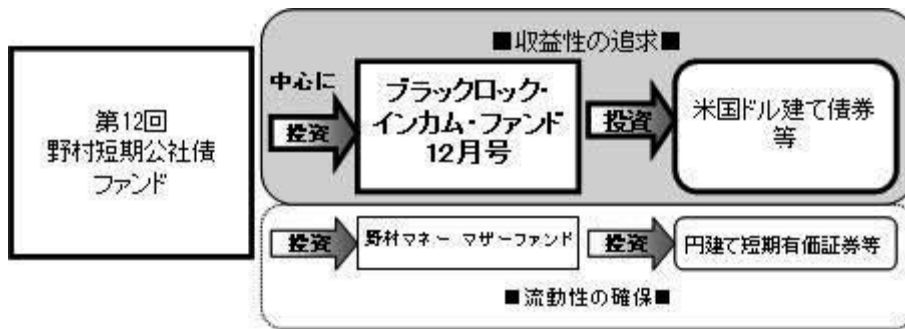 第12回
野村短期公社債
ファンド
■収益性の追求■
中心に
投資
ブラックロック・
インカム・ファンド
12月号
投資
米国ドル建て債券
等
投資
野村マネー マザーファンド
投資
円建て短期有価証券等
■流動性の確保■